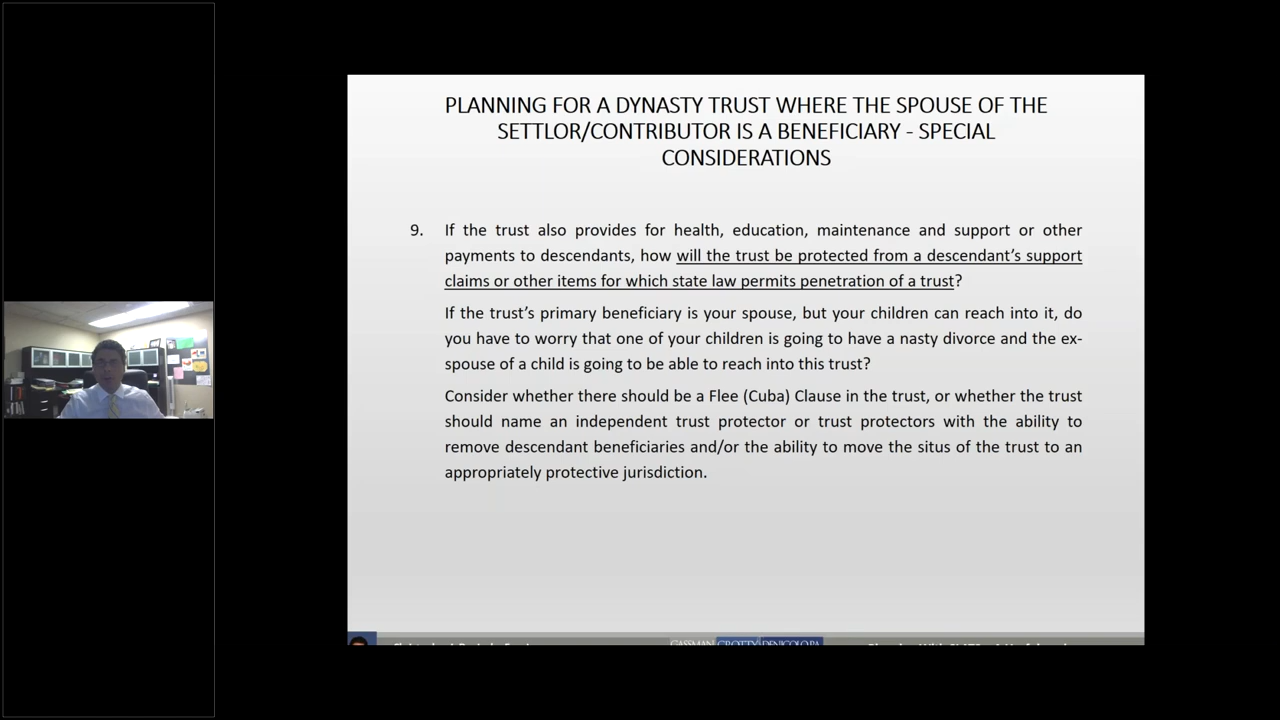 PLANNING FOR A DYNASTY TRUST WHERE THE SPOUSE OF THE
SETTLOR/CONTRIBUTOR IS A BENEFICIARY - SPECIAL
CONSIDERATIONS
9. If the trust also provides for health, education, maintenance and support or other
payments to descendants, how will the trust be protected from a descendant's support
claims or other items for which state law permits penetration of a trust?
If the trust's primary beneficiary is your spouse, but your children can reach into it, do
you have to worry that one of your children is going to have a nasty divorce and the ex-
spouse of a child is going to be able to reach into this trust?
Consider whether there should be a Flee (Cuba) Clause in the trust, or whether the trust
should name an independent trust protector or trust protectors with the ability to
remove descendant beneficiaries and/or the ability to move the situs of the trust to an
appropriately protective jurisdiction.
GASSMAN CROTTY DENICOLO PA